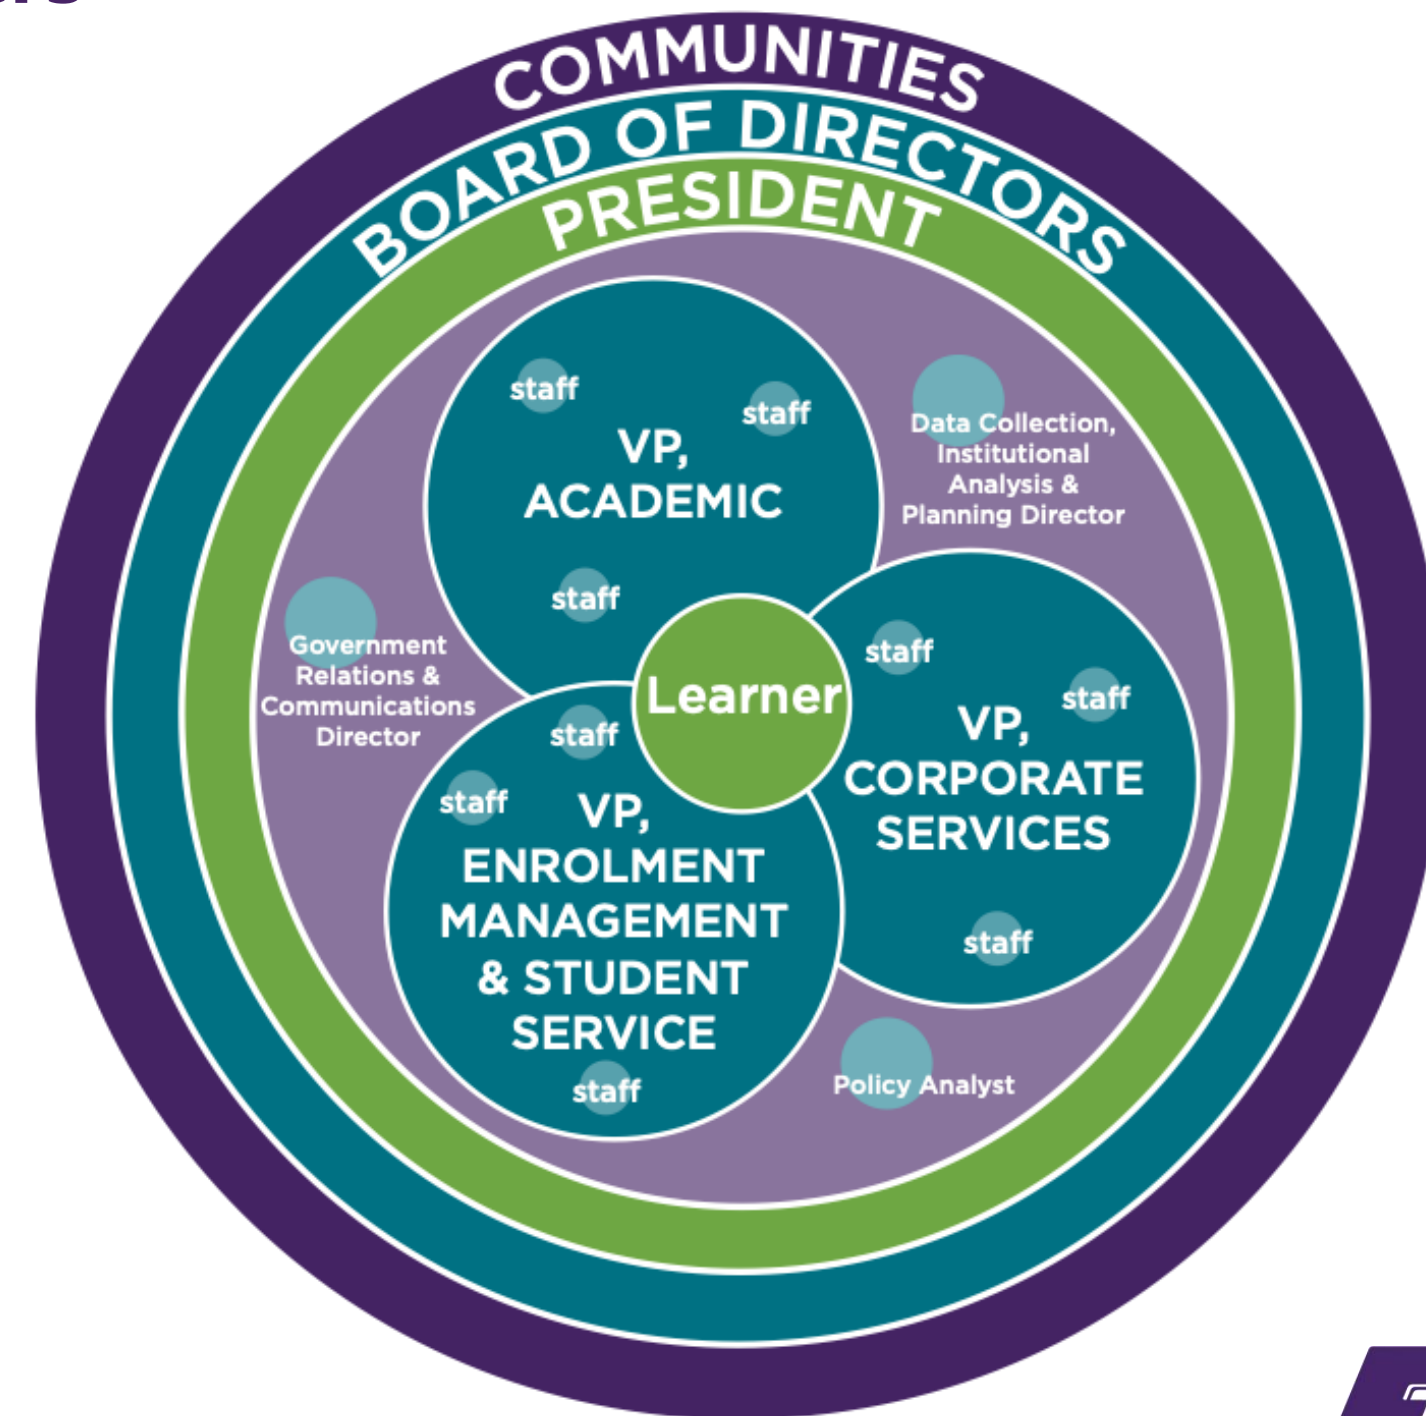 COMMUNITIES
BOARD OF DIRECTORS
PRESIDENT
staff
staff
VP,
ACADEMIC
staff
Data Collection,
Institutional
Analysis &
Planning Director
Government
Relations &
Communications
Director
Learner
staff
staff
VP,
CORPORATE
SERVICES
staff
staff
staff
VP,
ENROLMENT
MANAGEMENT
& STUDENT
SERVICE
staff
Policy Analyst